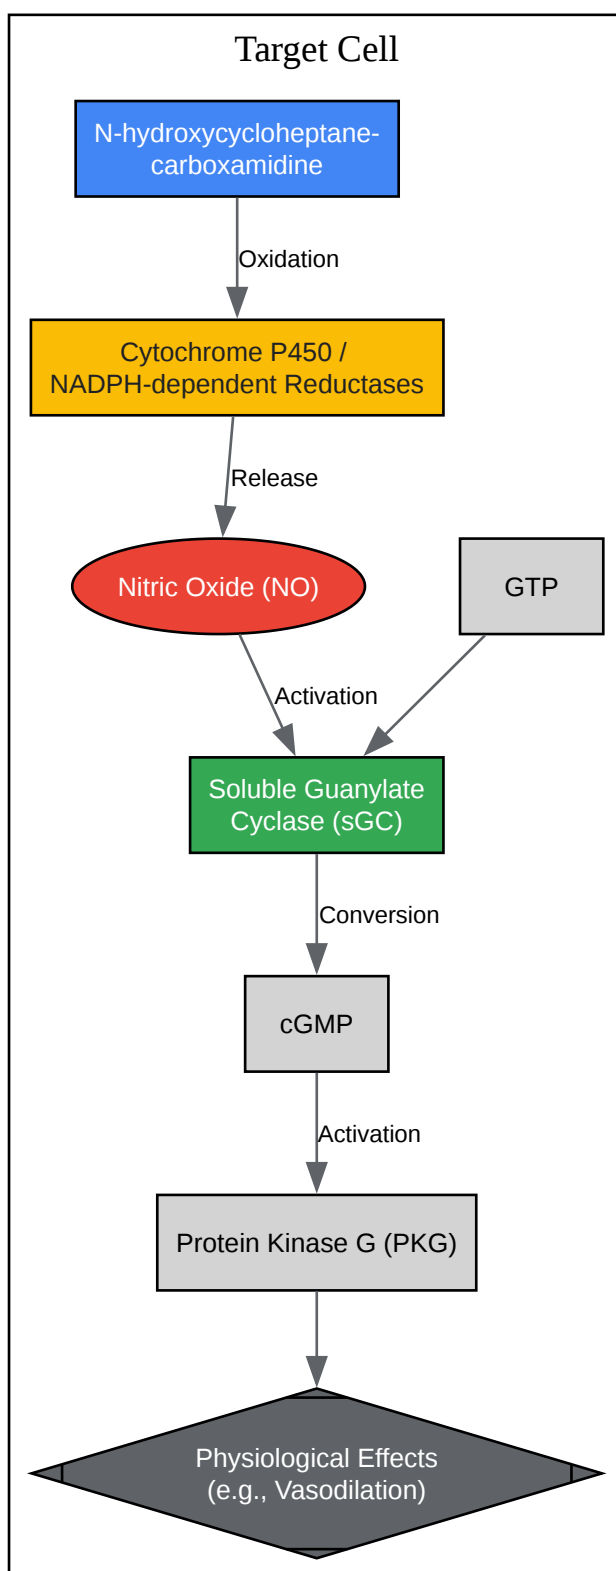 Target Cell
N-hydroxycycloheptane-
carboxamidine
Oxidation
Cytochrome P450 /
NADPH-dependent Reductases
Release
Nitric Oxide (NO)
GTP
Activation
Soluble Guanylate
Cyclase (sGC)
Conversion
cGMP
Activation
Protein Kinase G (PKG)
Physiological Effects
(e.g., Vasodilation)